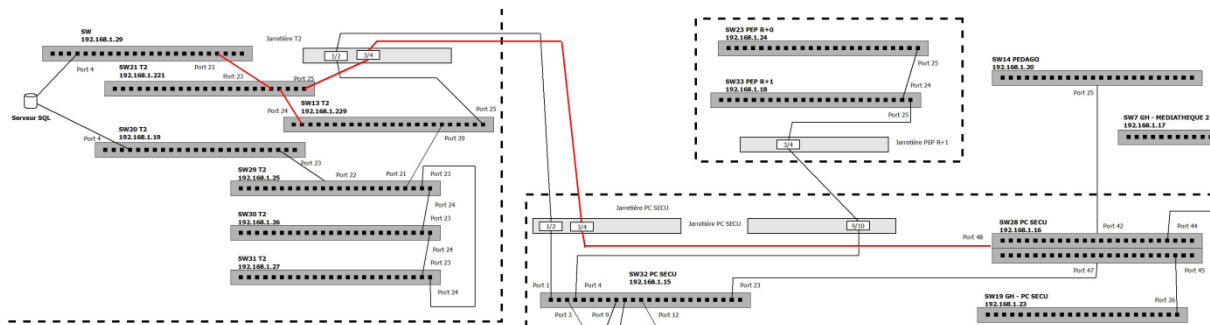 SW
192.168.1.29
Port 4
Port 23
Jarretière T2
1/2
3/4
SW21 T2
192.168.1.221
Port 23
Port 25
Serveur SQL
Port 24
SW13 T2
192.168.1.229
Port 25
Port 4
SW20 T2
192.168.1.19
Port 20
Port 23
SW29 T2
192.168.1.25
Port 22
Port 21
Port 23
Port 24
SW30 T2
192.168.1.26
Port 23
Port 24
SW31 T2
192.168.1.27
Port 23
Port 24
SW23 PEP R+0
192.168.1.24
Port 25
SW33 PEP R+1
192.168.1.18
Port 24
Port 25
3/4
Jarretière PEP R+1
SW14 PEDAGO
192.168.1.20
Port 25
SW7 GH - MEDIATHEQUE 2
192.168.1.17
Jarretière PC SECU
1/2
3/4
Jarretière PC SECU
9/10
Port 48
SW28 PC SECU
192.168.1.16
Port 42
Port 44
Port 47
Port 45
Port 1
Port 4
SW32 PC SECU
192.168.1.15
Port 23
Port 3
Port 9
Port 12
SW19 GH - PC SECU
192.168.1.23
Port 26